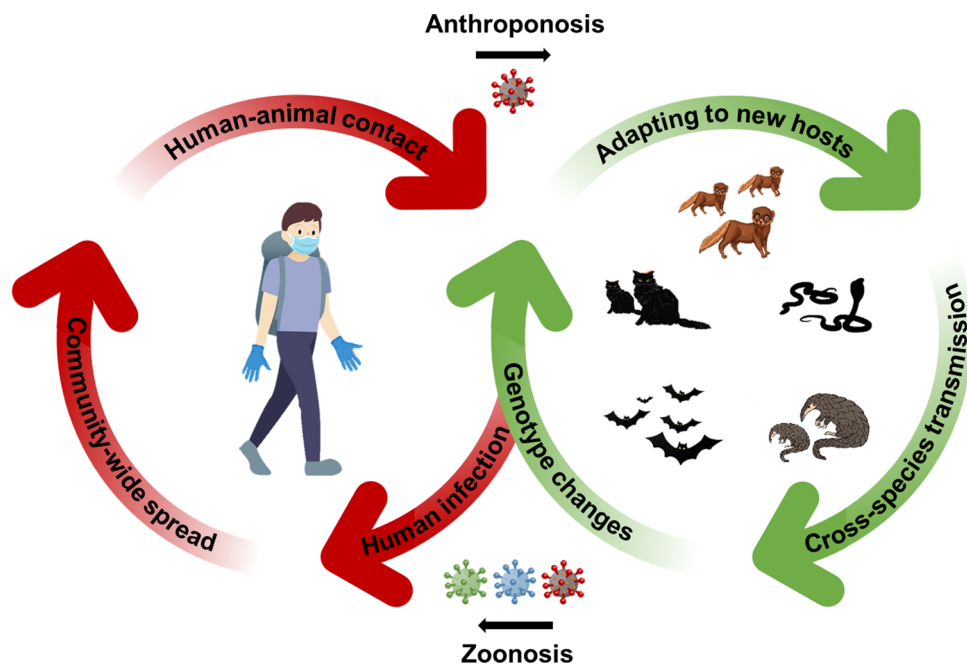 Anthroponosis
Human-animal contact
Adapting to new hosts
Community-wide spread
Human infection
Genotype changes
Cross-species transmission
Zoonosis